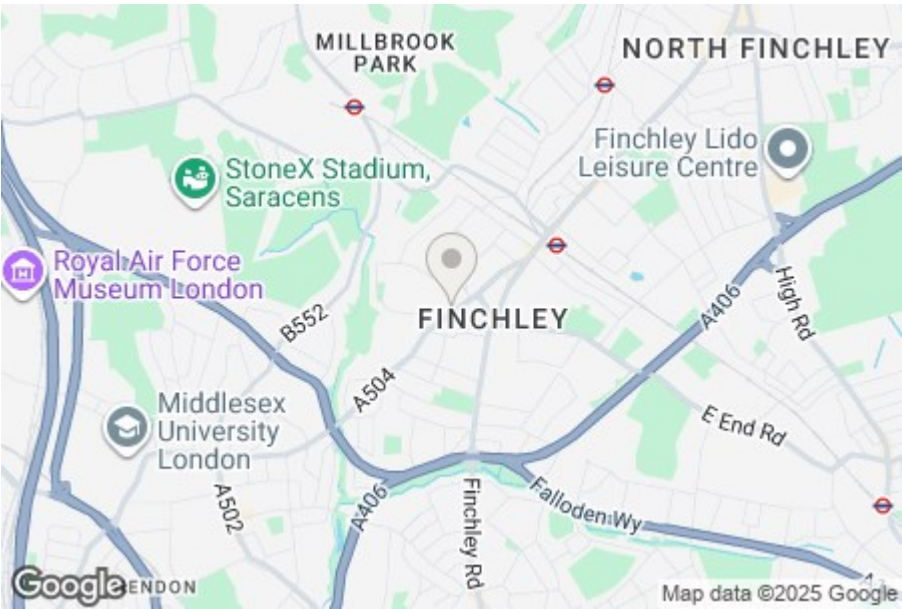 MILLBROOK
PARK
NORTH FINCHLEY
Finchley Lido
Leisure Centre
StoneX Stadium,
Saracens
Royal Air Force
Museum London
B552
FINCHLEY
A406
High Rd
A504
Middlesex
University
London
E End Rd
A502
A406
Finchley Rd
Falloden Wy
Google
ENDON
Map data ©2025 Google